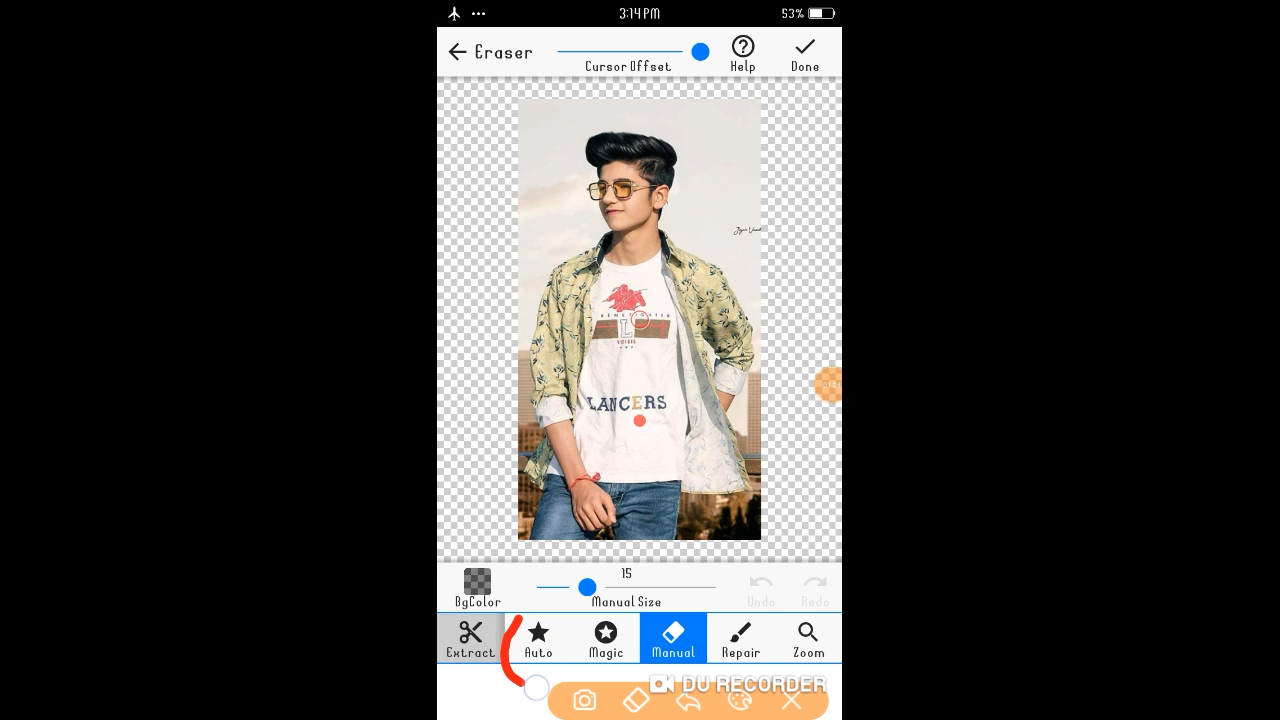 3:14 PM
53%
Eraser
Cursor Offset
Help
Done
L
LANCERS
15
BgColor
Manual Size
Undo
Redo
Extract
Auto
Magic
Manual
Repair
Zoom
DU RECORDER